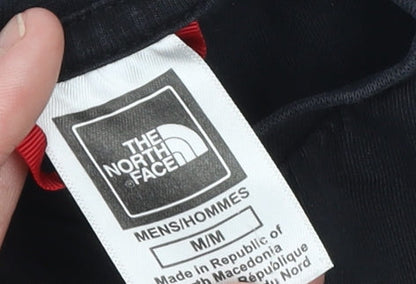 THE
NORTH
FACE
MENS/HOMMES
M/M
Made in Republic of
North Macedonia
République
du Nord